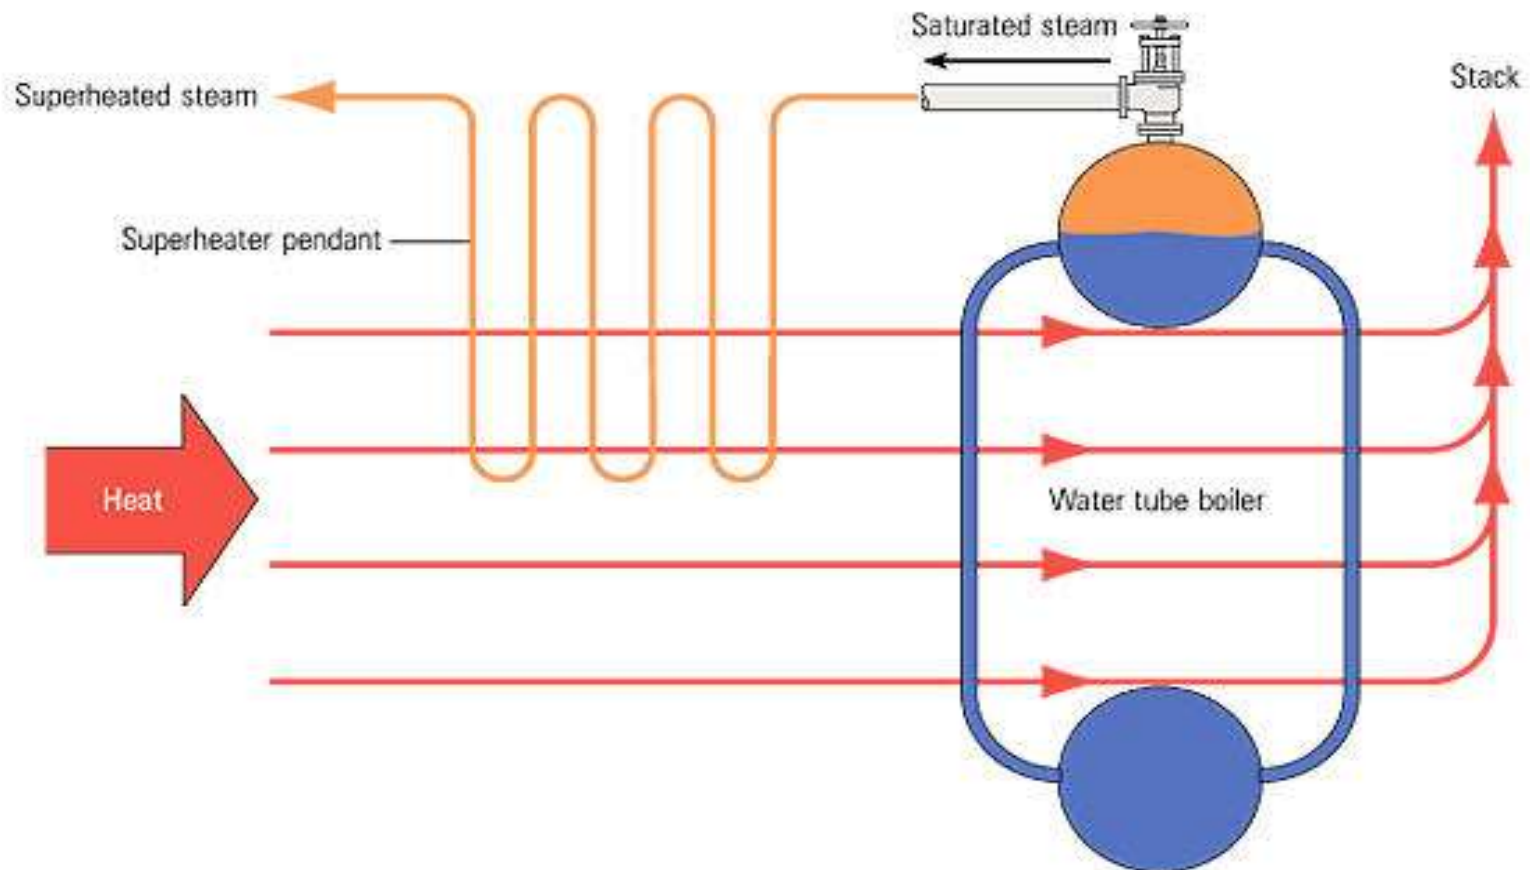 Saturated steam
Stack
Superheated steam
Superheater pendant
Heat
Water tube boiler